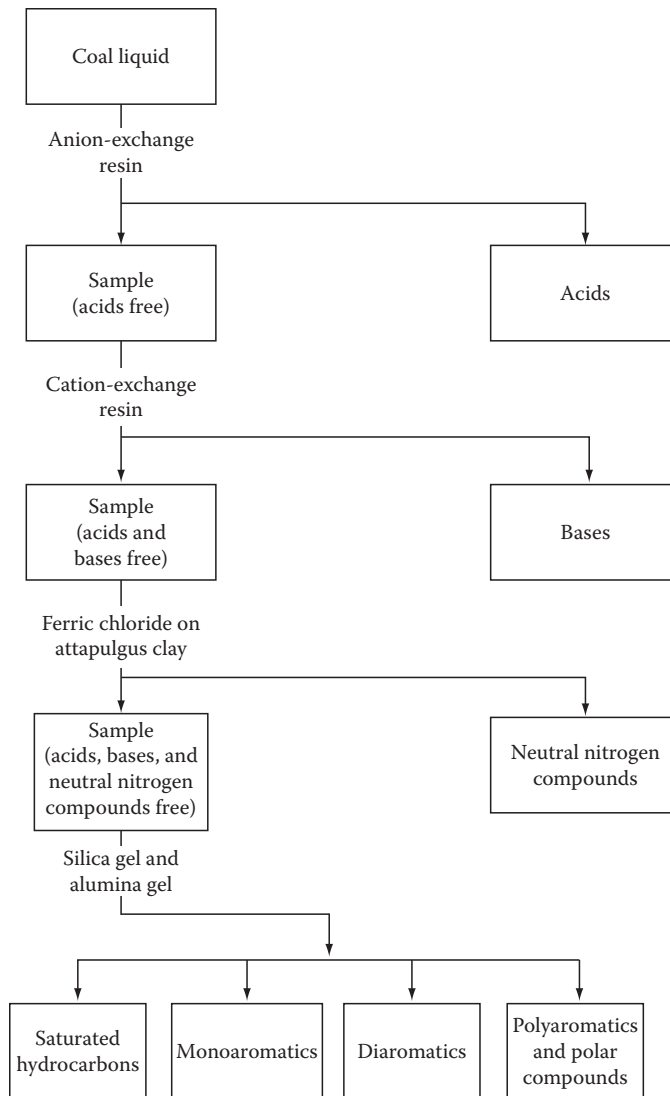 Coal liquid
Anion-exchange
resin
Sample
(acids free)
Acids
Cation-exchange
resin
Sample
(acids and
bases free)
Bases
Ferric chloride on
attapulgus clay
Sample
(acids, bases, and
neutral nitrogen
compounds free)
Neutral nitrogen
compounds
Silica gel and
alumina gel
Saturated
hydrocarbons
Monoaromatics
Diaromatics
Polyaromatics
and polar
compounds